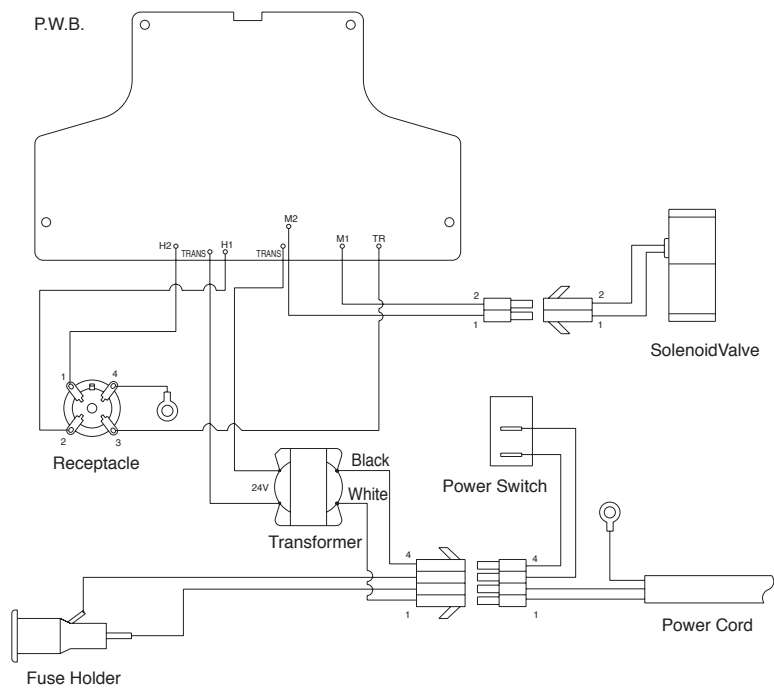 P.W.B.
M2
H2
TRANS
H1
TRANS
M1
TR
2
2
1
1
SolenoidValve
1
4
2
3
Receptacle
Black
24V
White
Transformer
Power Switch
4
4
1
1
Power Cord
Fuse Holder